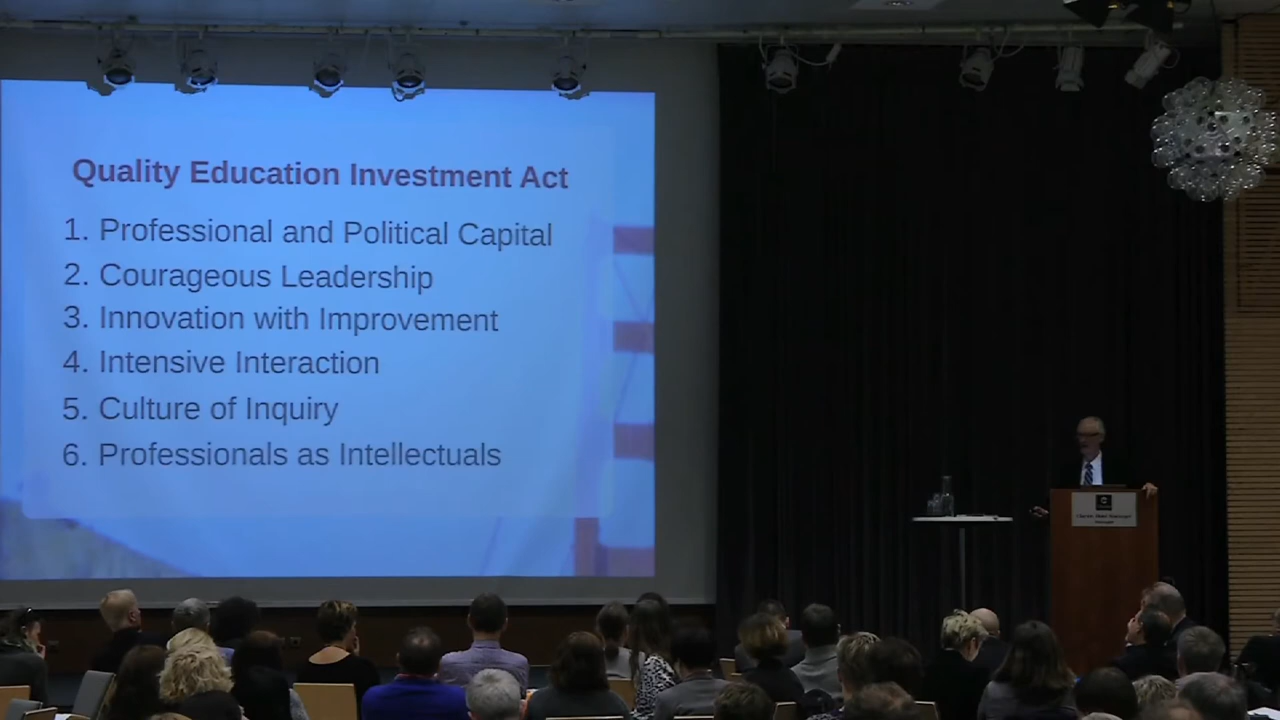 Quality Education Investment Act
1. Professional and Political Capital
2. Courageous Leadership
3. Innovation with Improvement
4. Intensive Interaction
5. Culture of Inquiry
6. Professionals as Intellectuals